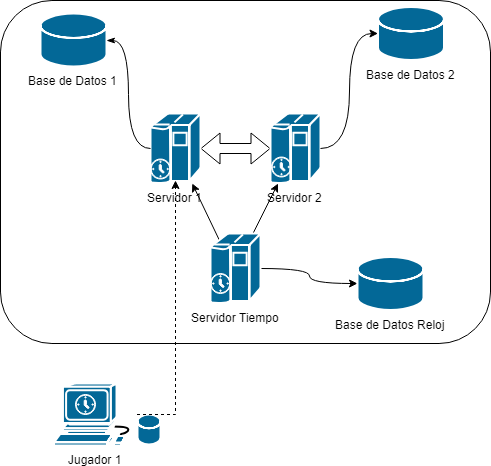 Base de Datos 1
Base de Datos 2
Servidor 1
Servidor 2
Servidor Tiempo
Base de Datos Reloj
Jugador 1